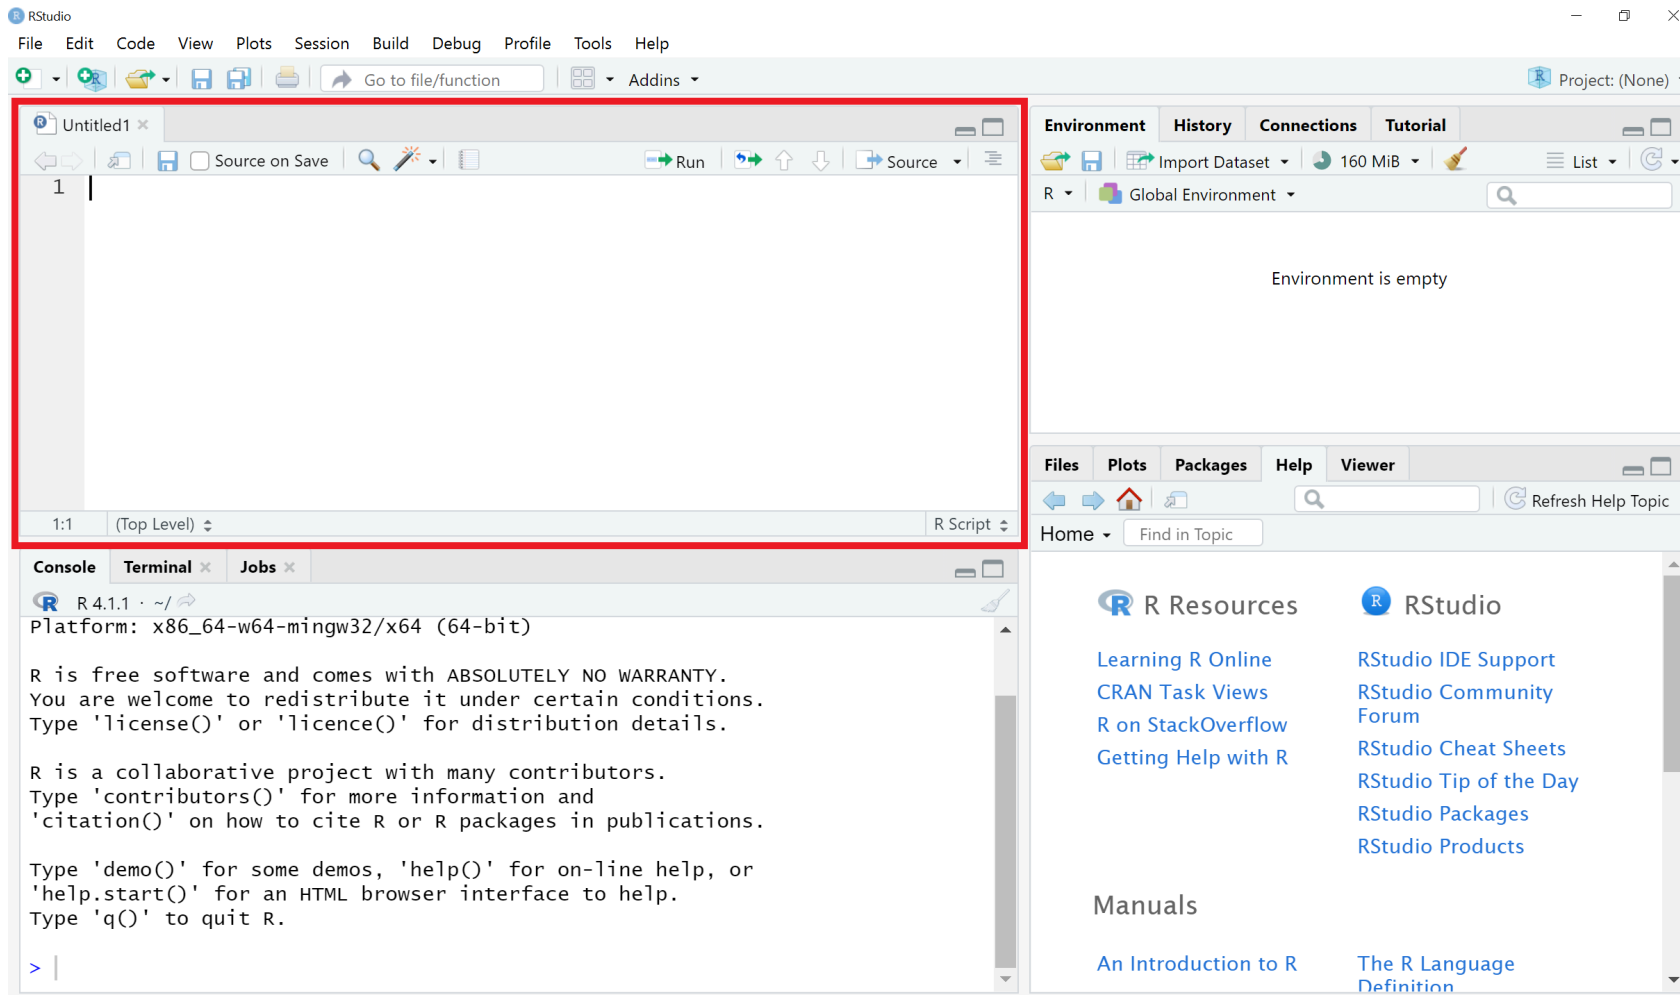 RStudio
File Edit Code View Plots Session Build Debug Profile Tools Help
Go to file/function Addins Project: (None)
Untitled1
Source on Save Run Source
1
1:1 (Top Level) R Script
Console Terminal Jobs
R 4.1.1 · ~/
Platform: x86_64-w64-mingw32/x64 (64-bit)
R is free software and comes with ABSOLUTELY NO WARRANTY.
You are welcome to redistribute it under certain conditions.
Type 'license()' or 'licence()' for distribution details.
R is a collaborative project with many contributors.
Type 'contributors()' for more information and
'citation()' on how to cite R or R packages in publications.
Type 'demo()' for some demos, 'help()' for on-line help, or
'help.start()' for an HTML browser interface to help.
Type 'q()' to quit R.
>
Environment History Connections Tutorial
Import Dataset 160 MiB List
R Global Environment
Environment is empty
Files Plots Packages Help Viewer
Refresh Help Topic
Home Find in Topic
R Resources
Learning R Online
CRAN Task Views
R on StackOverflow
Getting Help with R
RStudio
RStudio IDE Support
RStudio Community
Forum
RStudio Cheat Sheets
RStudio Tip of the Day
RStudio Packages
RStudio Products
Manuals
An Introduction to R
The R Language
Definition